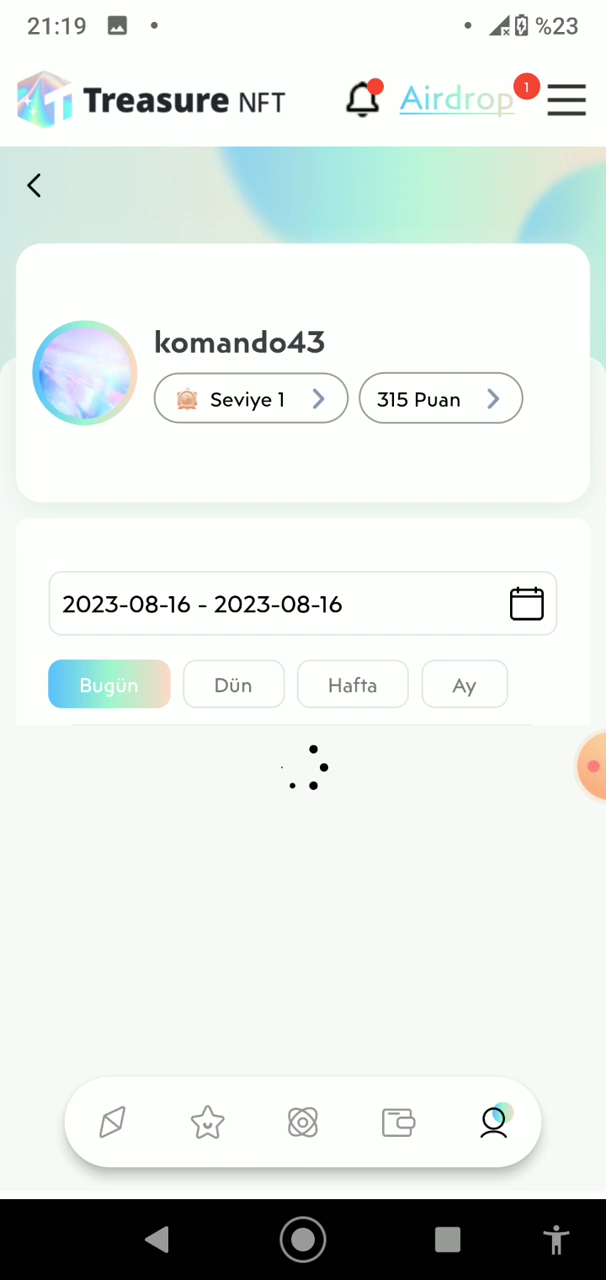 21:19 %23
Treasure NFT Airdrop 1
komando43
Seviye 1 315 Puan
2023-08-16 - 2023-08-16
Bugün Dün Hafta Ay